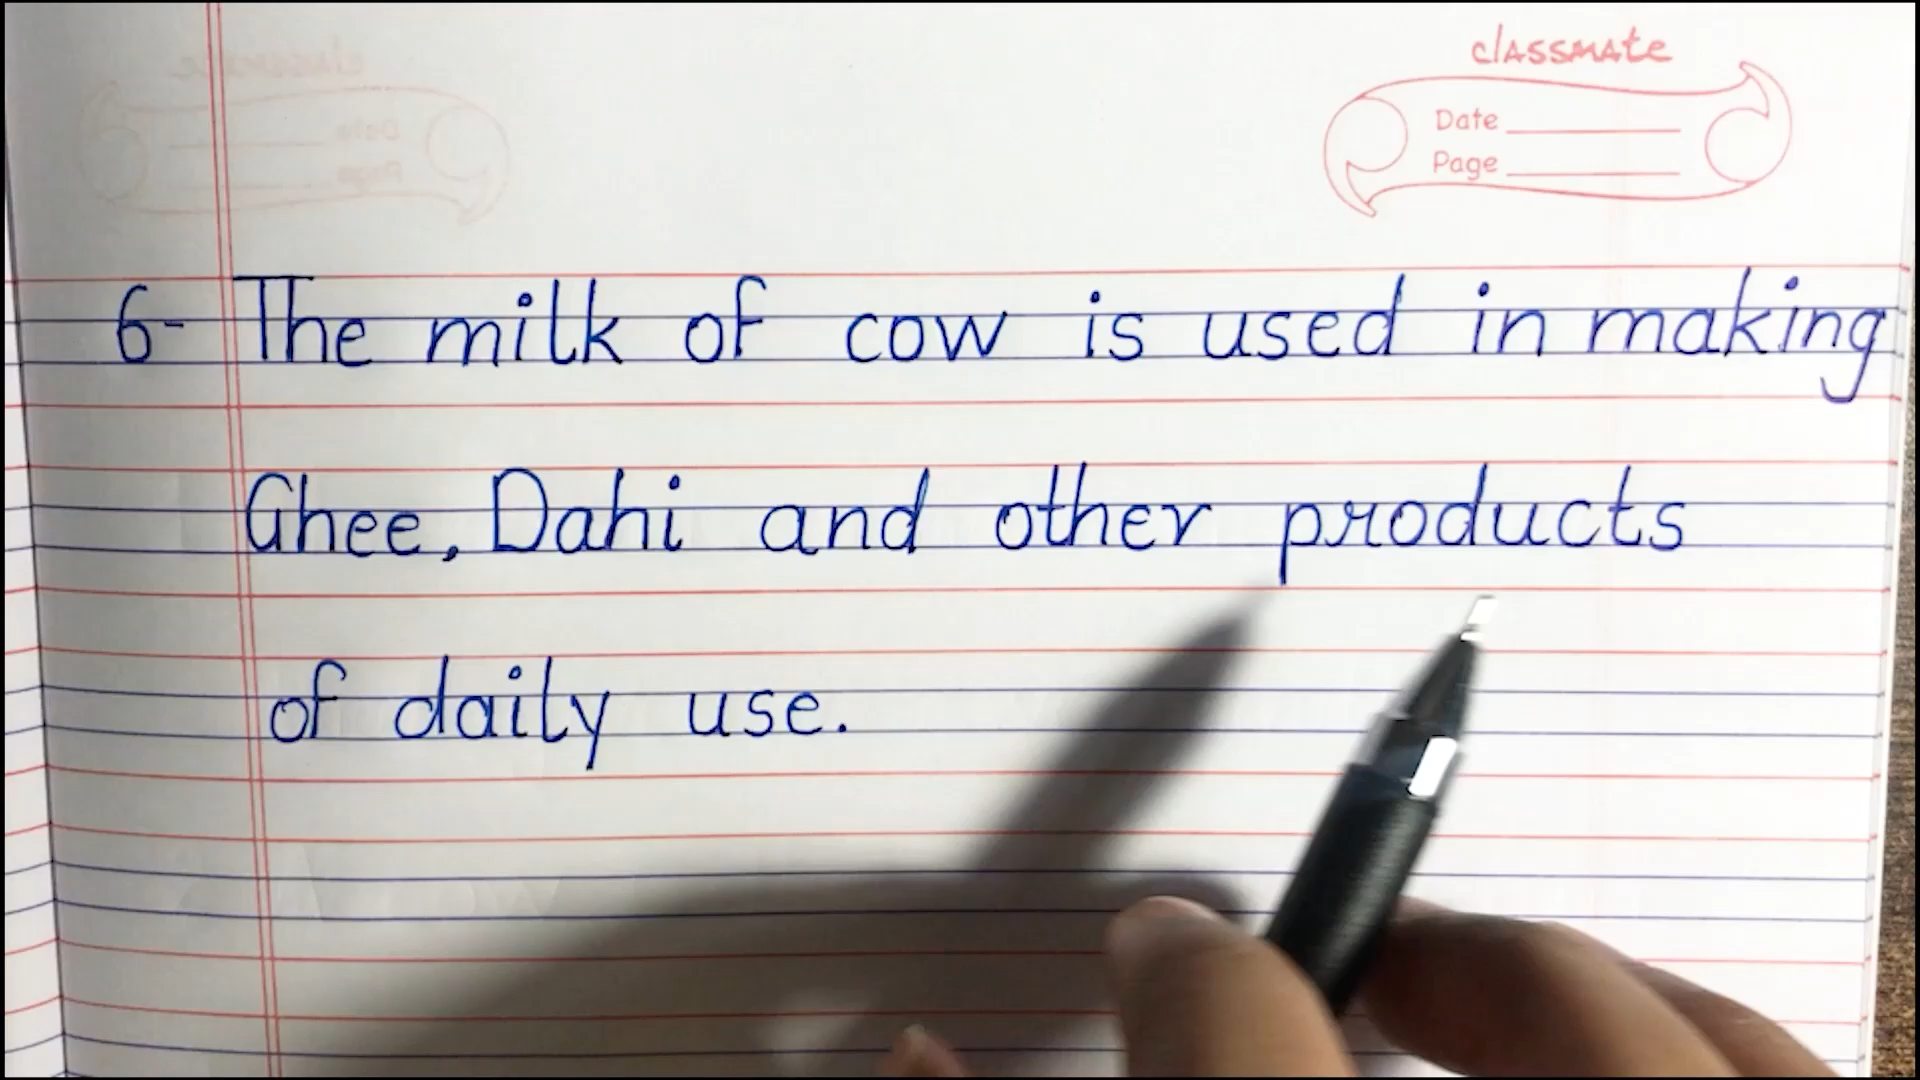 classmate
Date
Page
6- The milk of cow is used in making
Ghee, Dahi and other products
of daily use.